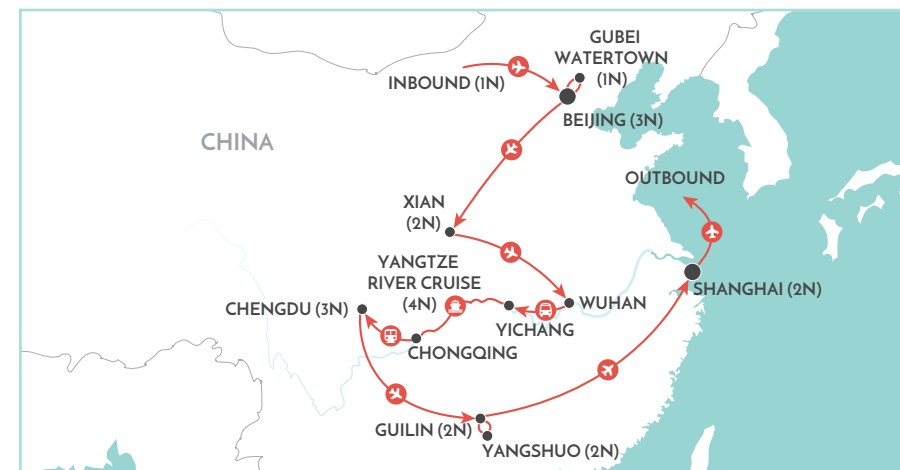 GUBEI
WATERTOWN
(1N)
INBOUND (1N)
BEIJING (3N)
CHINA
OUTBOUND
XIAN
(2N)
YANGTZE
RIVER CRUISE
(4N)
SHANGHAI (2N)
CHENGDU (3N)
WUHAN
YICHANG
CHONGQING
GUILIN (2N)
YANGSHUO (2N)